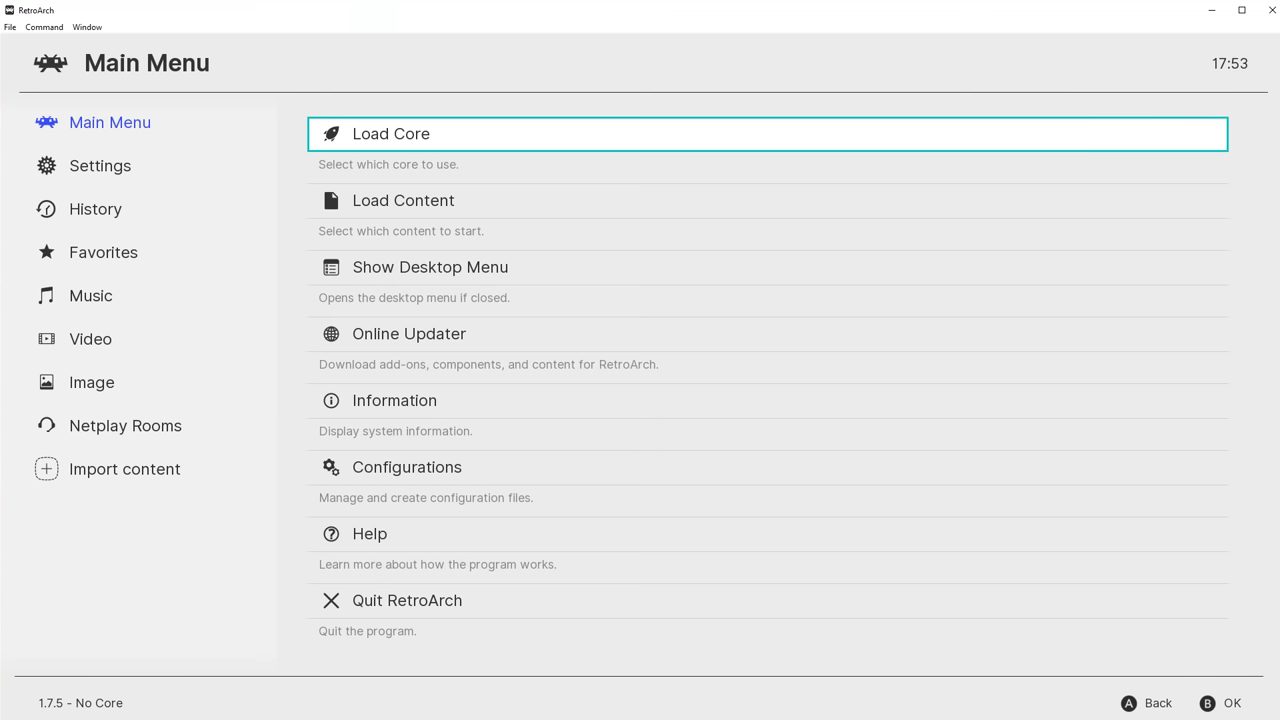 RetroArch
File Command Window
Main Menu 17:53
Main Menu
Settings
History
Favorites
Music
Video
Image
Netplay Rooms
Import content
Load Core
Select which core to use.
Load Content
Select which content to start.
Show Desktop Menu
Opens the desktop menu if closed.
Online Updater
Download add-ons, components, and content for RetroArch.
Information
Display system information.
Configurations
Manage and create configuration files.
Help
Learn more about how the program works.
Quit RetroArch
Quit the program.
1.7.5 - No Core A Back B OK